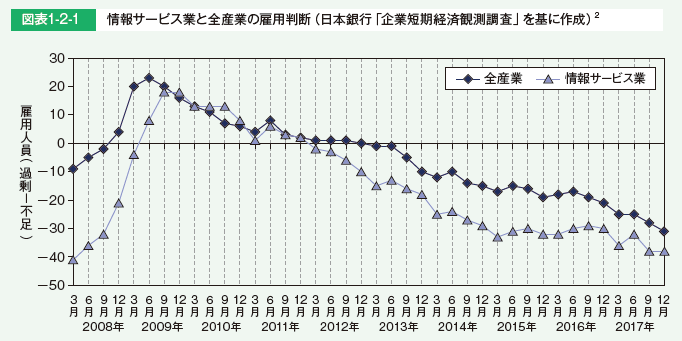 図表1-2-1 情報サービス業と全産業の雇用判断（日本銀行「企業短期経済観測調査」を基に作成）2
全産業 情報サービス業
雇用人員（過剰－不足）
30
20
10
0
－10
－20
－30
－40
－50
3月 6月 9月 12月 3月 6月 9月 12月 3月 6月 9月 12月 3月 6月 9月 12月 3月 6月 9月 12月 3月 6月 9月 12月 3月 6月 9月 12月 3月 6月 9月 12月 3月 6月 9月 12月 3月 6月 9月 12月
2008年 2009年 2010年 2011年 2012年 2013年 2014年 2015年 2016年 2017年